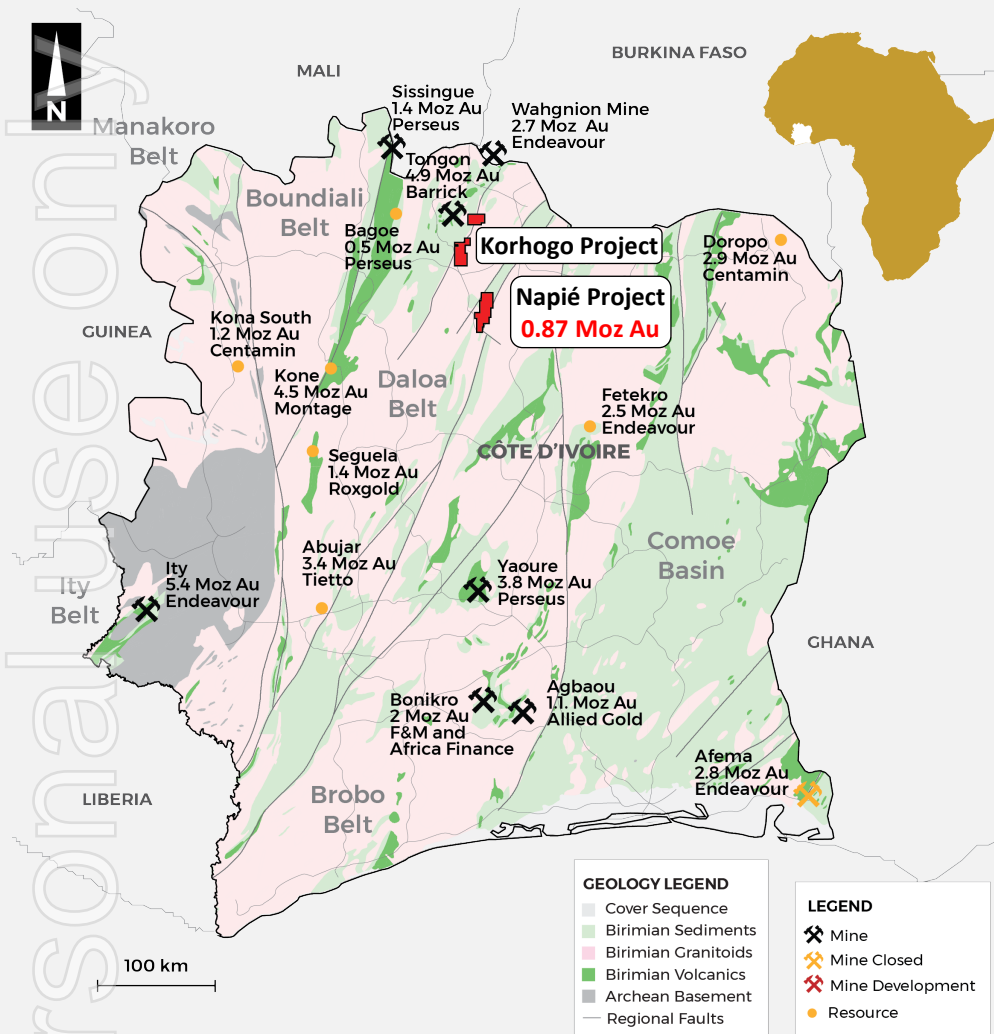 N
MALI
BURKINA FASO
Manakoro
Belt
Sissingue
1.4 Moz Au
Perseus
Wahgnion Mine
2.7 Moz Au
Endeavour
Tongon
4.9 Moz Au
Barrick
Boundiali
Belt
Bagoe
0.5 Moz Au
Perseus
Korhogo Project
Doropo
2.9 Moz Au
Centamin
Napié Project
0.87 Moz Au
GUINEA
Kona South
1.2 Moz Au
Centamin
Kone
4.5 Moz Au
Montage
Daloa
Belt
Fetekro
2.5 Moz Au
Endeavour
CÔTE D'IVOIRE
Seguela
1.4 Moz Au
Roxgold
Comoe
Basin
Abujar
3.4 Moz Au
Tietto
Yaoure
3.8 Moz Au
Perseus
Ity
5.4 Moz Au
Endeavour
Ity
Belt
GHANA
Bonikro
2 Moz Au
F&M and
Africa Finance
Agbaou
1.1. Moz Au
Allied Gold
Afema
2.8 Moz Au
Endeavour
LIBERIA
Brobo
Belt
100 km
GEOLOGY LEGEND
Cover Sequence
Birimian Sediments
Birimian Granitoids
Birimian Volcanics
Archean Basement
Regional Faults
LEGEND
Mine
Mine Closed
Mine Development
Resource
rsonal use only